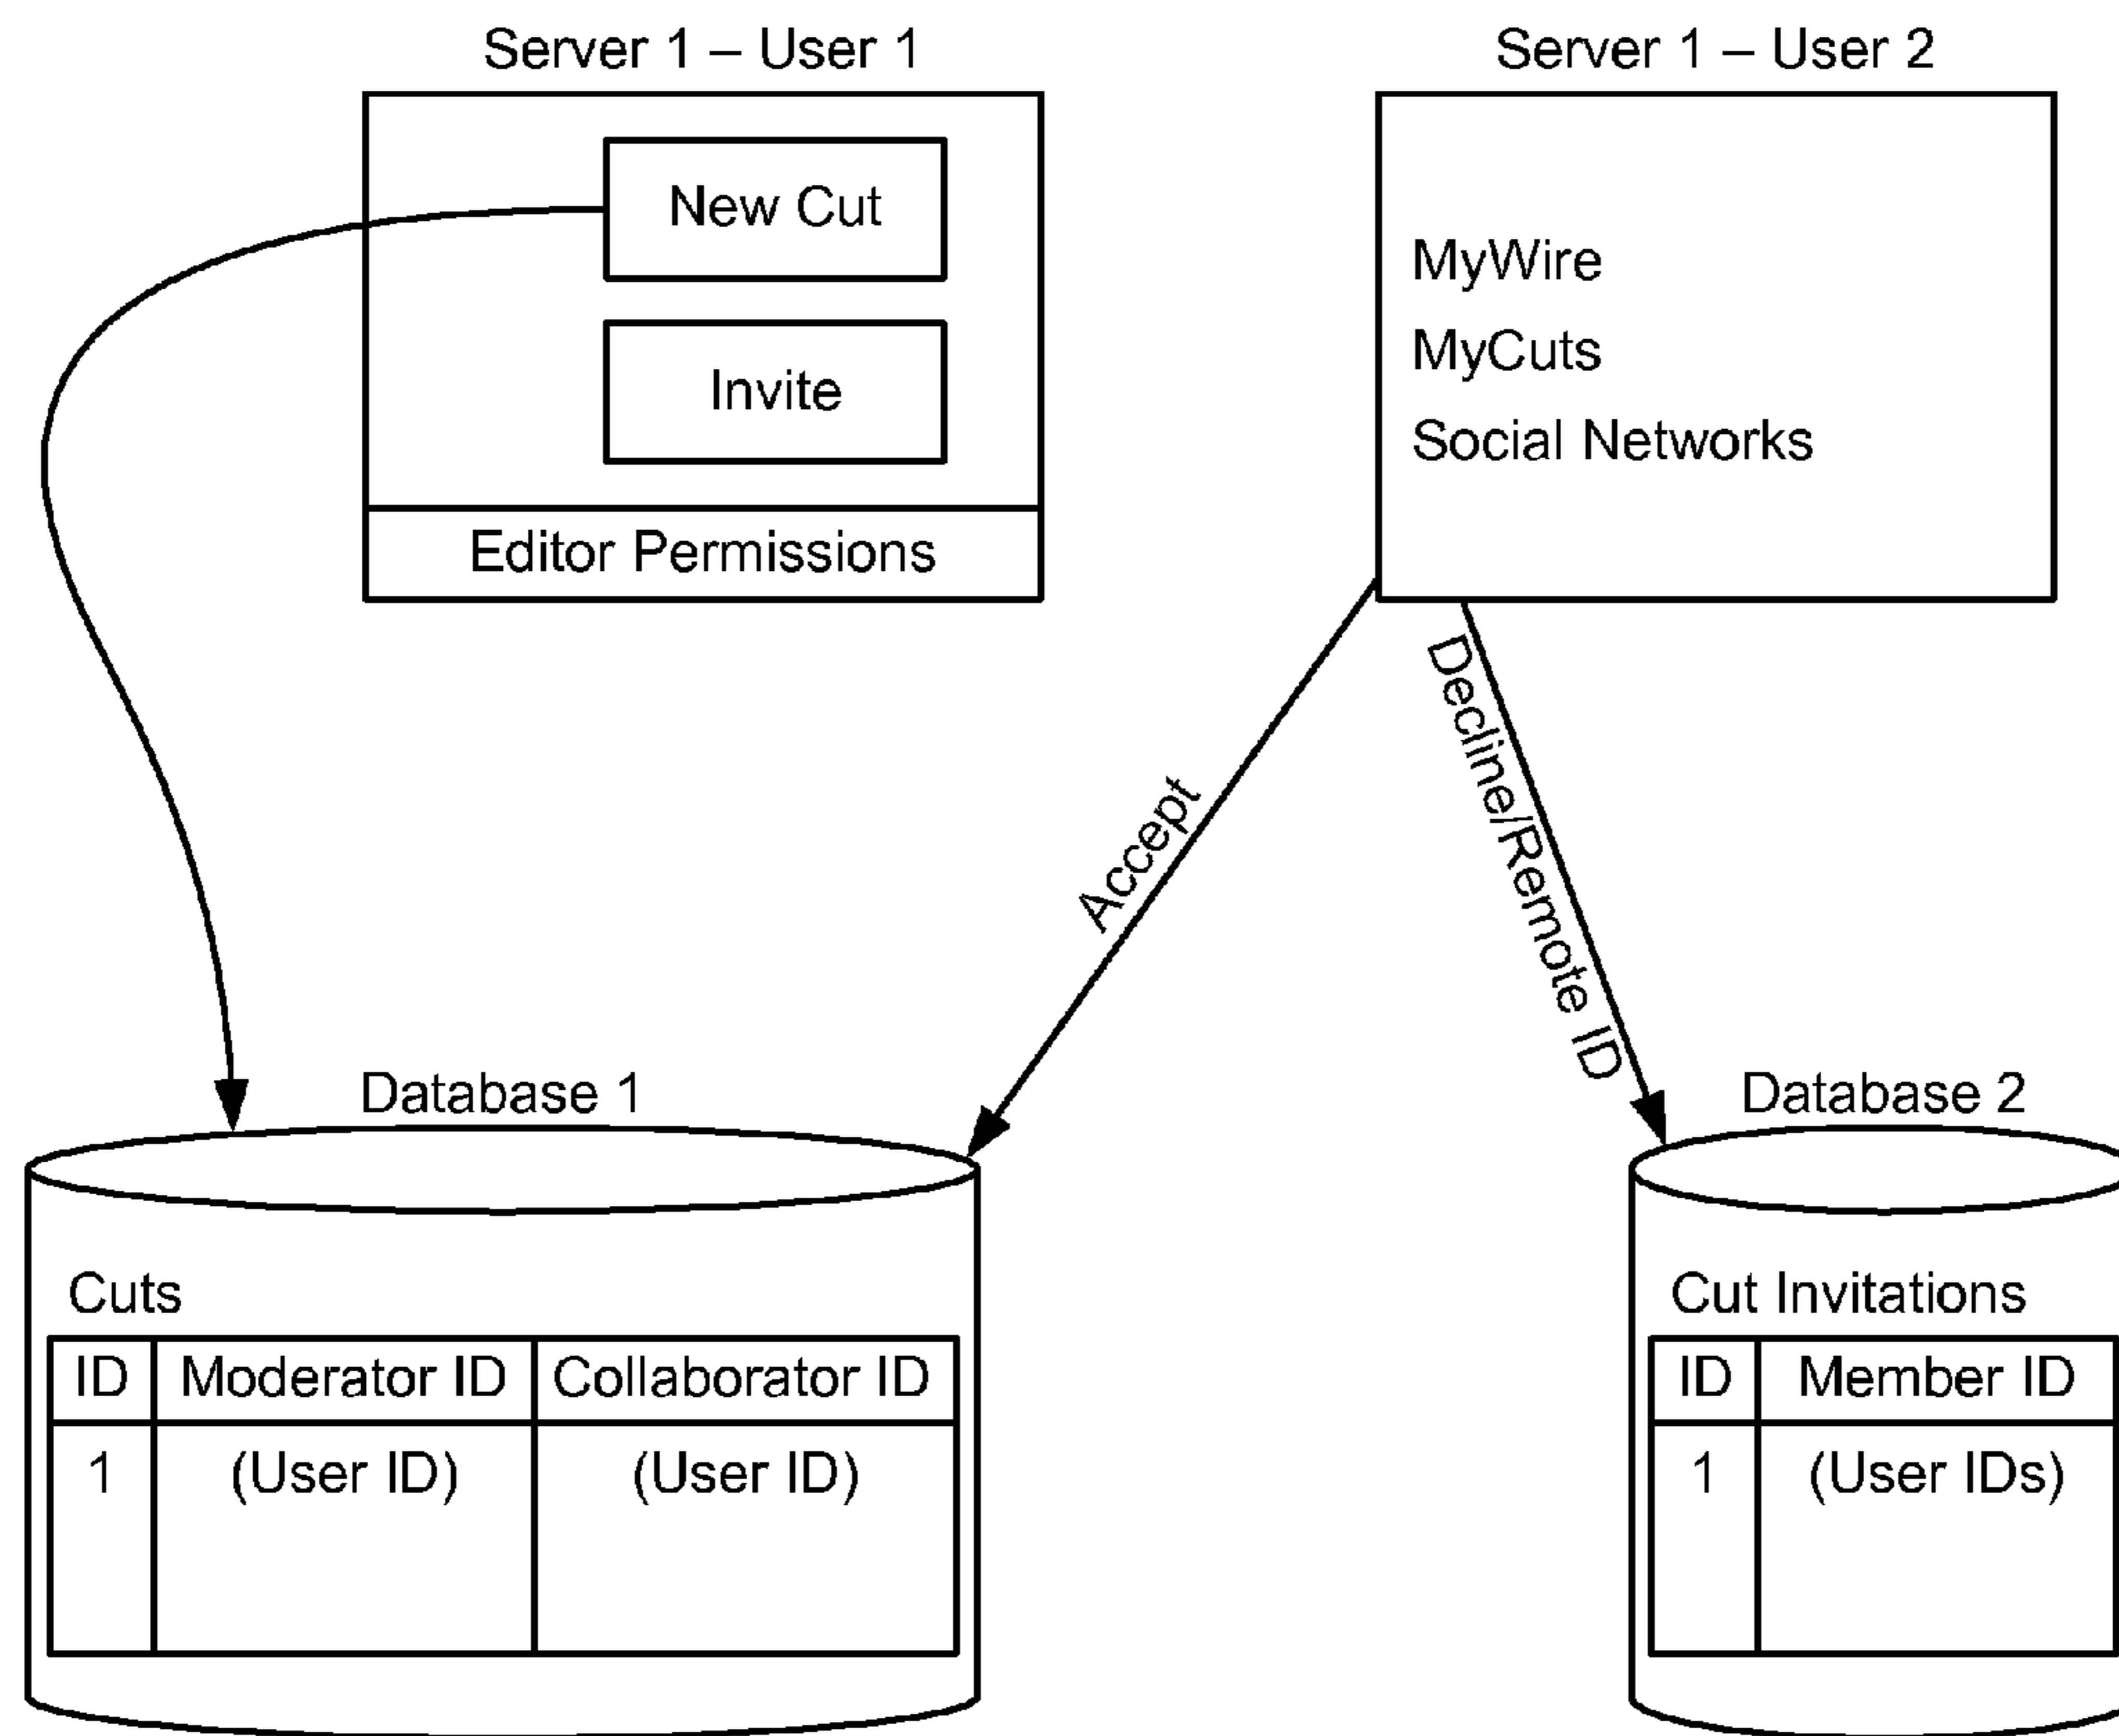 Server 1 – User 1
New Cut
Invite
Editor Permissions
Server 1 – User 2
MyWire
MyCuts
Social Networks
Accept
Decline/Remote ID
Database 1
Cuts
ID Moderator ID Collaborator ID
1 (User ID) (User ID)
Database 2
Cut Invitations
ID Member ID
1 (User IDs)